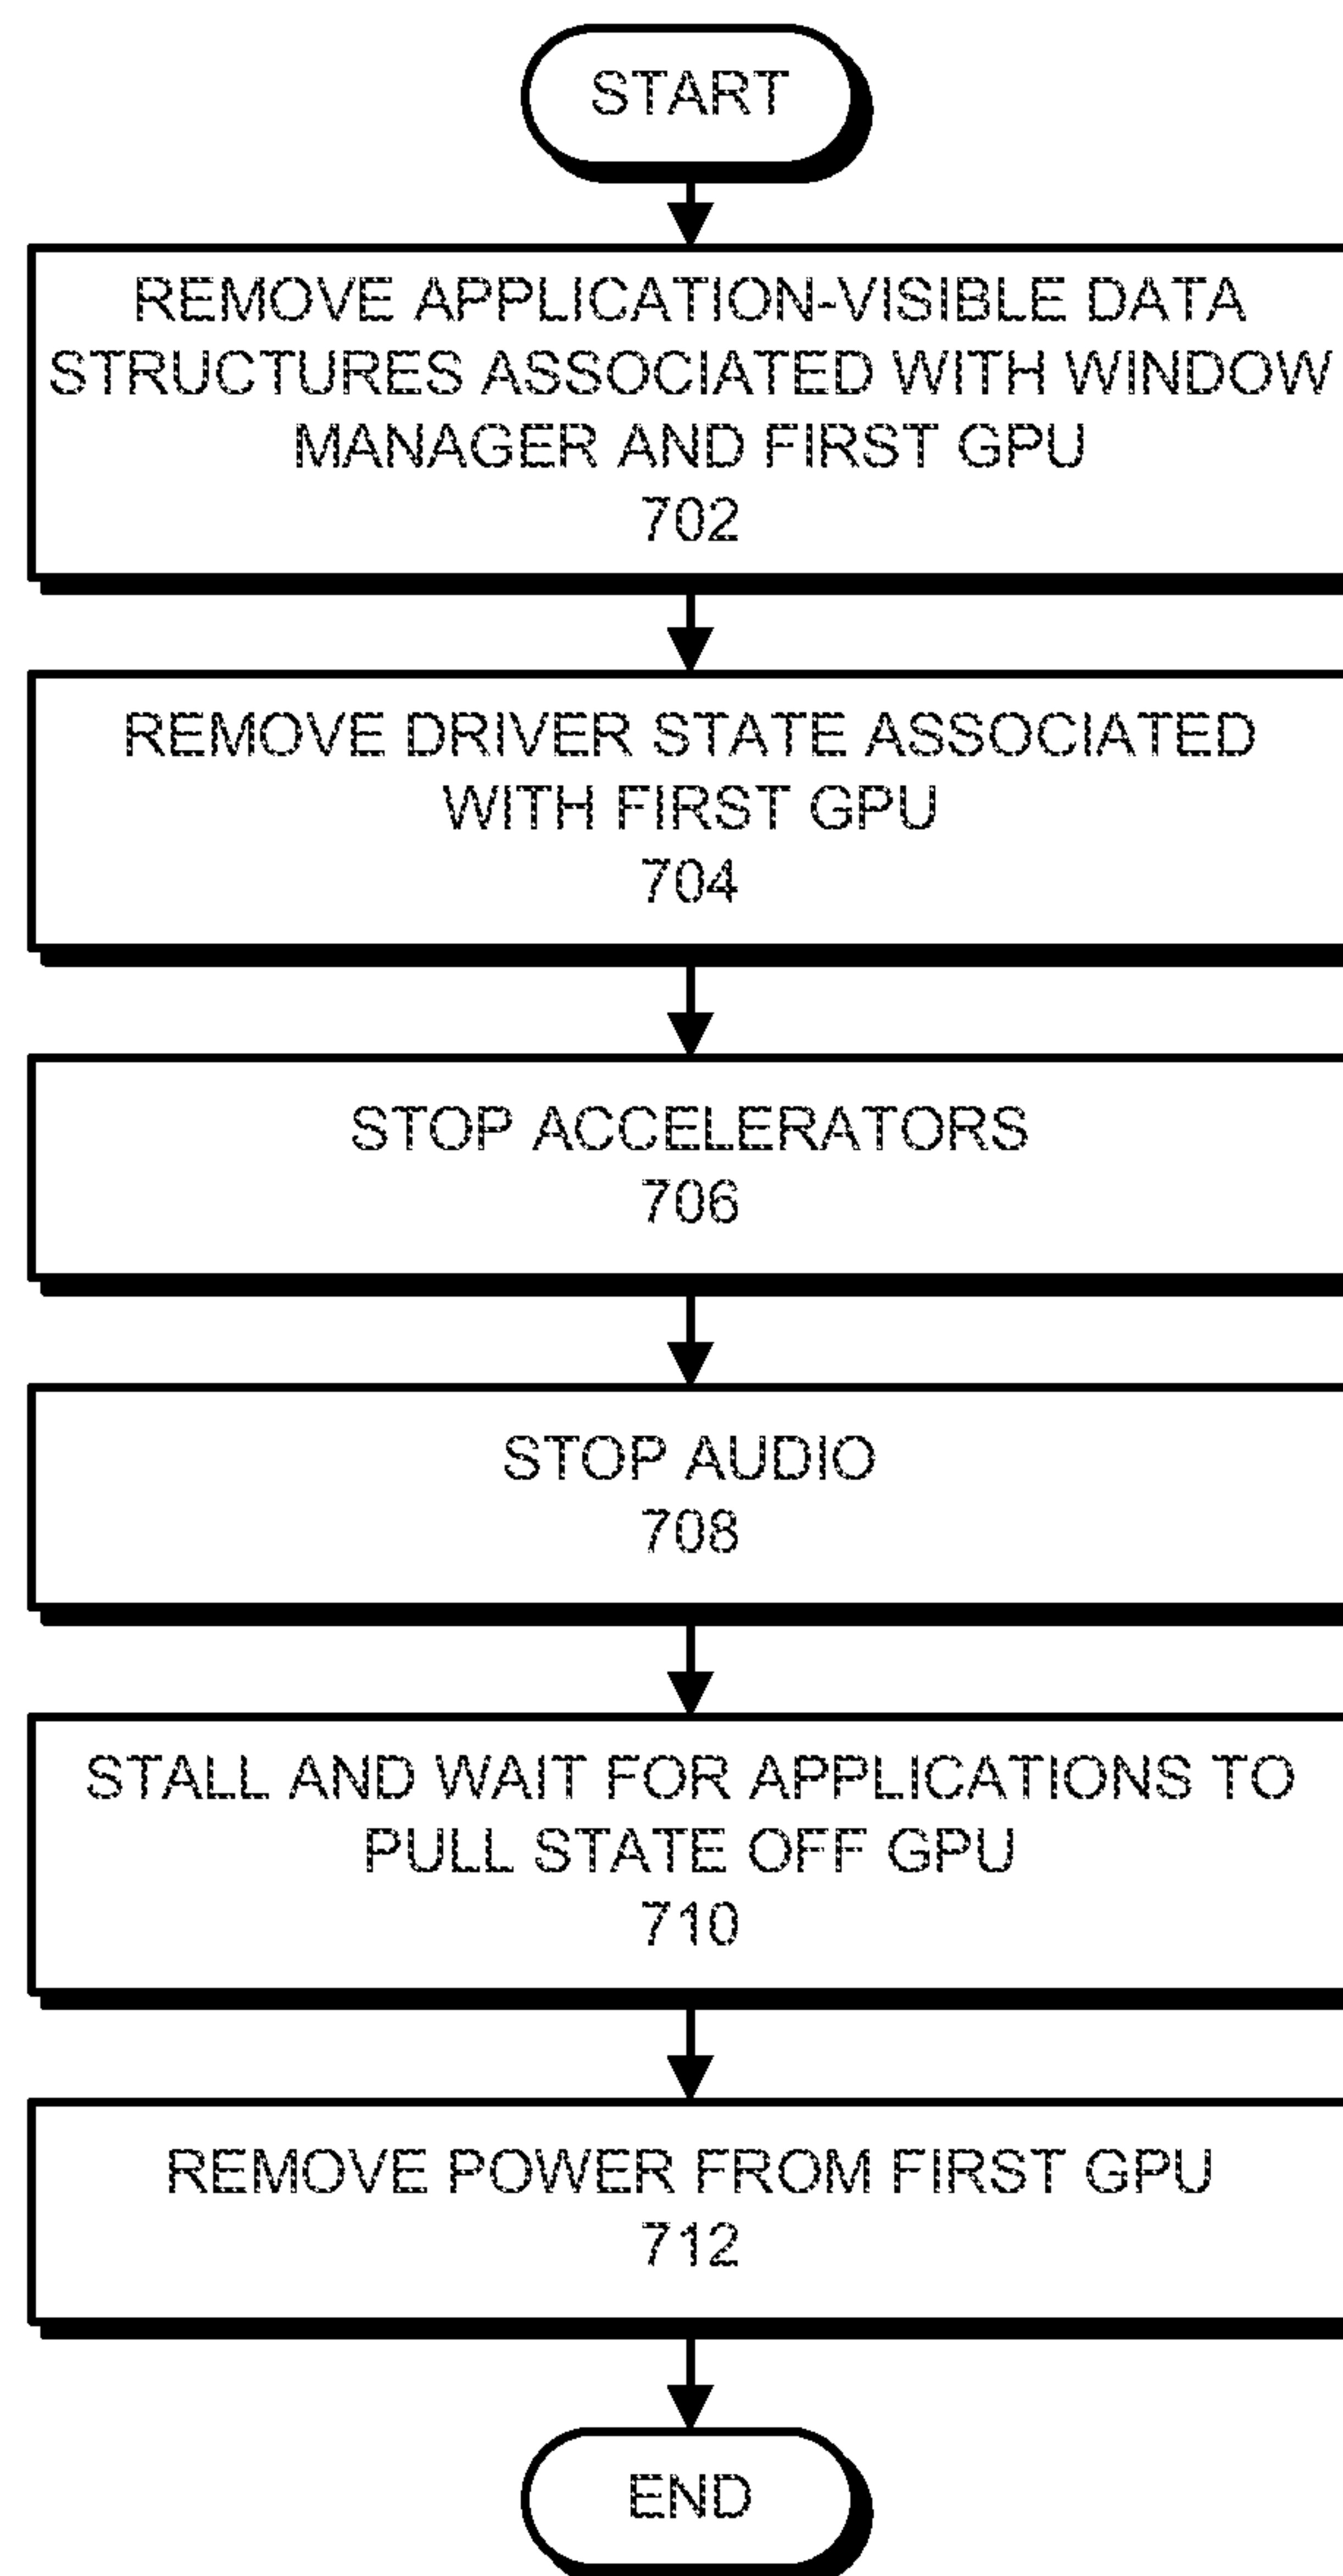 START
REMOVE APPLICATION-VISIBLE DATA
STRUCTURES ASSOCIATED WITH WINDOW
MANAGER AND FIRST GPU
702
REMOVE DRIVER STATE ASSOCIATED
WITH FIRST GPU
704
STOP ACCELERATORS
706
STOP AUDIO
708
STALL AND WAIT FOR APPLICATIONS TO
PULL STATE OFF GPU
710
REMOVE POWER FROM FIRST GPU
712
END